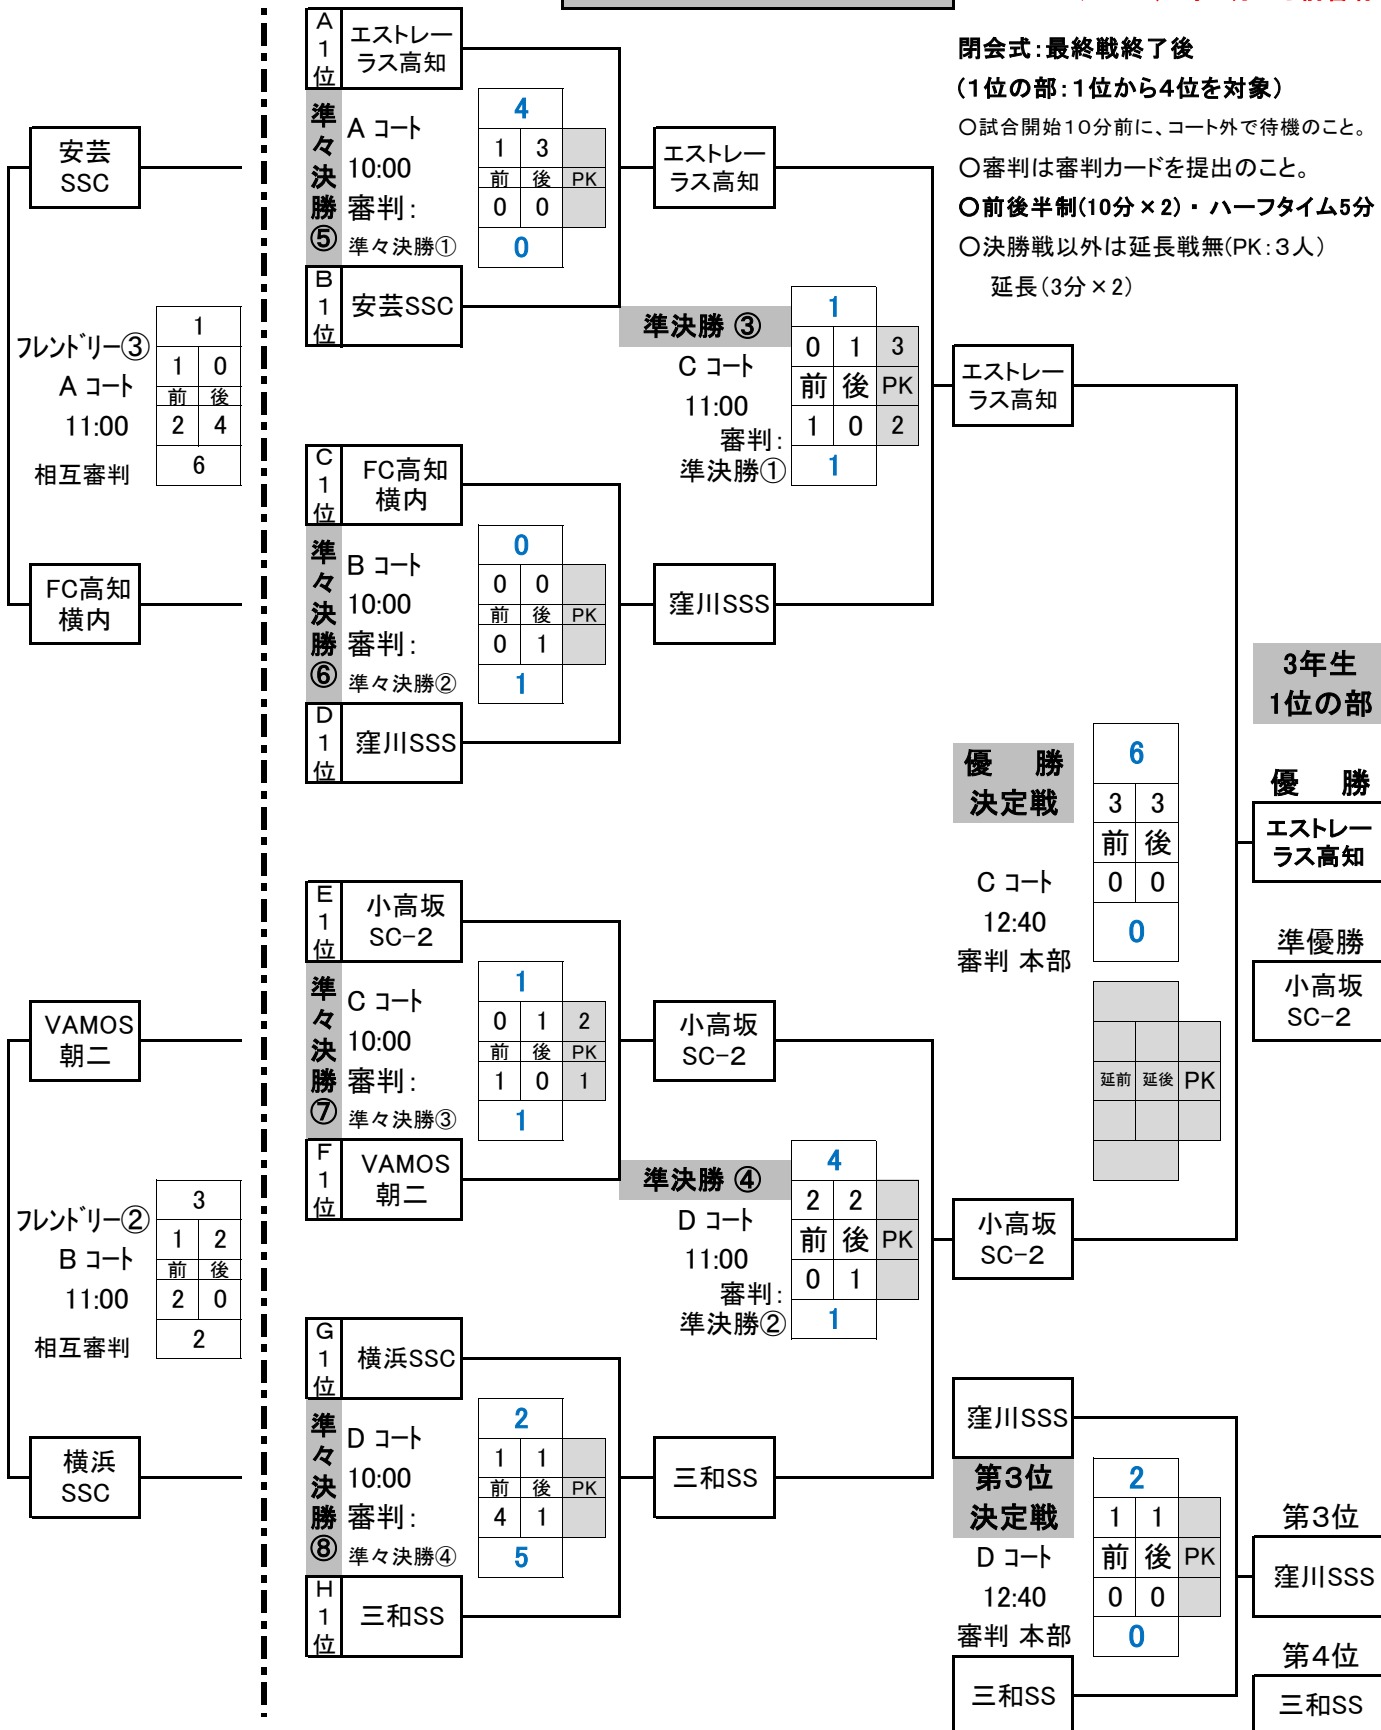 閉会式：最終戦終了後
（１位の部：１位から４位を対象）
○試合開始１０分前に、コート外で待機のこと。
○審判は審判カードを提出のこと。
○前後半制(10分×2)・ハーフタイム5分
○決勝戦以外は延長戦無(PK：３人)
延長（3分×2）
安芸
SSC
フレンドリー③
A コート
11:00
相互審判
1
1 0
前 後
2 4
6
FC高知
横内
VAMOS
朝二
フレンドリー②
B コート
11:00
相互審判
3
1 2
前 後
2 0
2
横浜
SSC
A
1
位
エストレー
ラス高知
準々決勝⑤
A コート
10:00
審判：
準々決勝①
4
1 3
前 後 PK
0 0
0
B
1
位
安芸SSC
C
1
位
FC高知
横内
準々決勝⑥
B コート
10:00
審判：
準々決勝②
0
0 0
前 後 PK
0 1
1
D
1
位
窪川SSS
E
1
位
小高坂
SC-2
準々決勝⑦
C コート
10:00
審判：
準々決勝③
1
0 1 2
前 後 PK
1 0 1
1
F
1
位
VAMOS
朝二
G
1
位
横浜SSC
準々決勝⑧
D コート
10:00
審判：
準々決勝④
2
1 1
前 後 PK
4 1
5
H
1
位
三和SS
エストレー
ラス高知
準決勝 ③
C コート
11:00
審判：
準決勝①
1
0 1 3
前 後 PK
1 0 2
1
窪川SSS
小高坂
SC-2
準決勝 ④
D コート
11:00
審判：
準決勝②
4
2 2
前 後 PK
0 1
1
三和SS
エストレー
ラス高知
優　勝
決定戦
C コート
12:40
審判 本部
6
3 3
前 後
0 0
0
延前 延後 PK
小高坂
SC-2
窪川SSS
第３位
決定戦
D コート
12:40
審判 本部
2
1 1
前 後 PK
0 0
0
三和SS
3年生
1位の部
優　勝
エストレー
ラス高知
準優勝
小高坂
SC-2
第３位
窪川SSS
第４位
三和SS